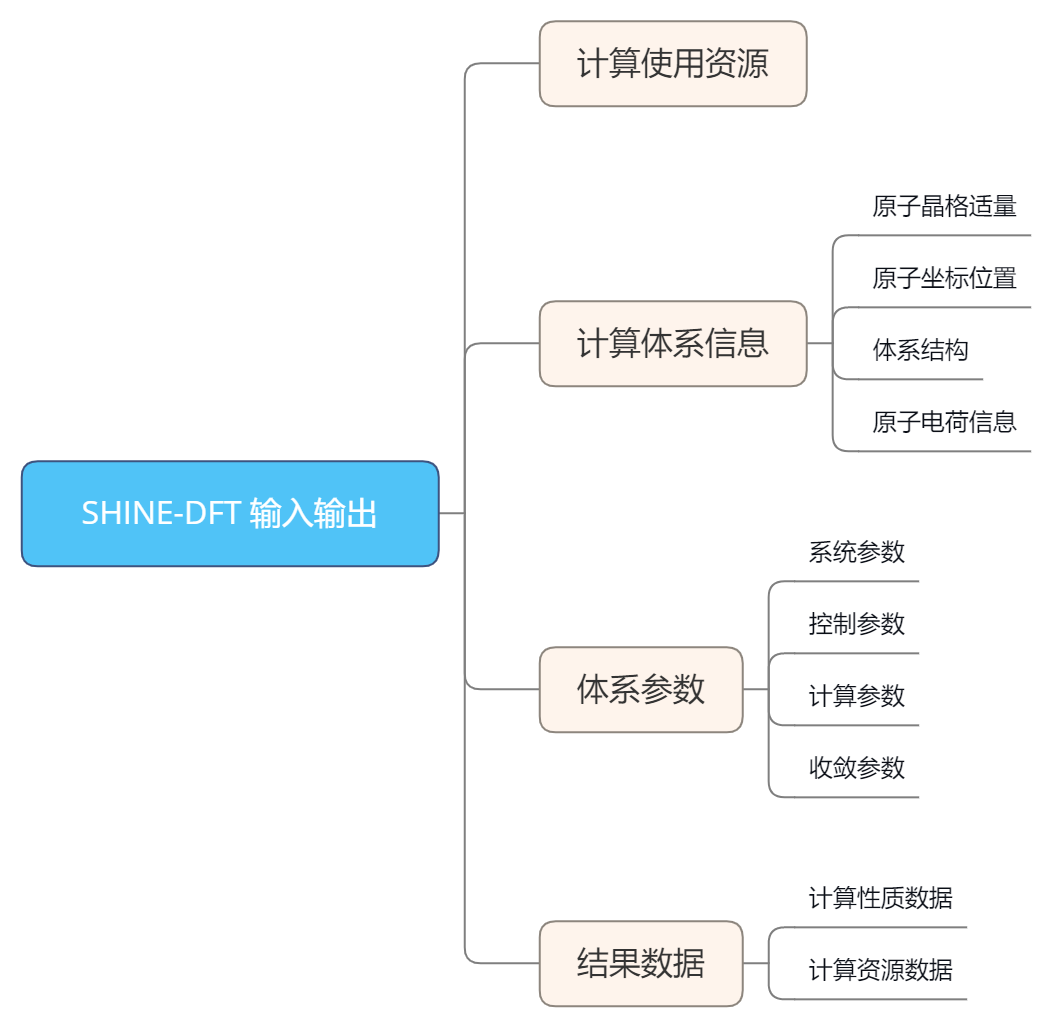 计算使用资源
原子晶格适量
原子坐标位置
计算体系信息
体系结构
原子电荷信息
SHINE-DFT 输入输出
系统参数
控制参数
体系参数
计算参数
收敛参数
计算性质数据
结果数据
计算资源数据